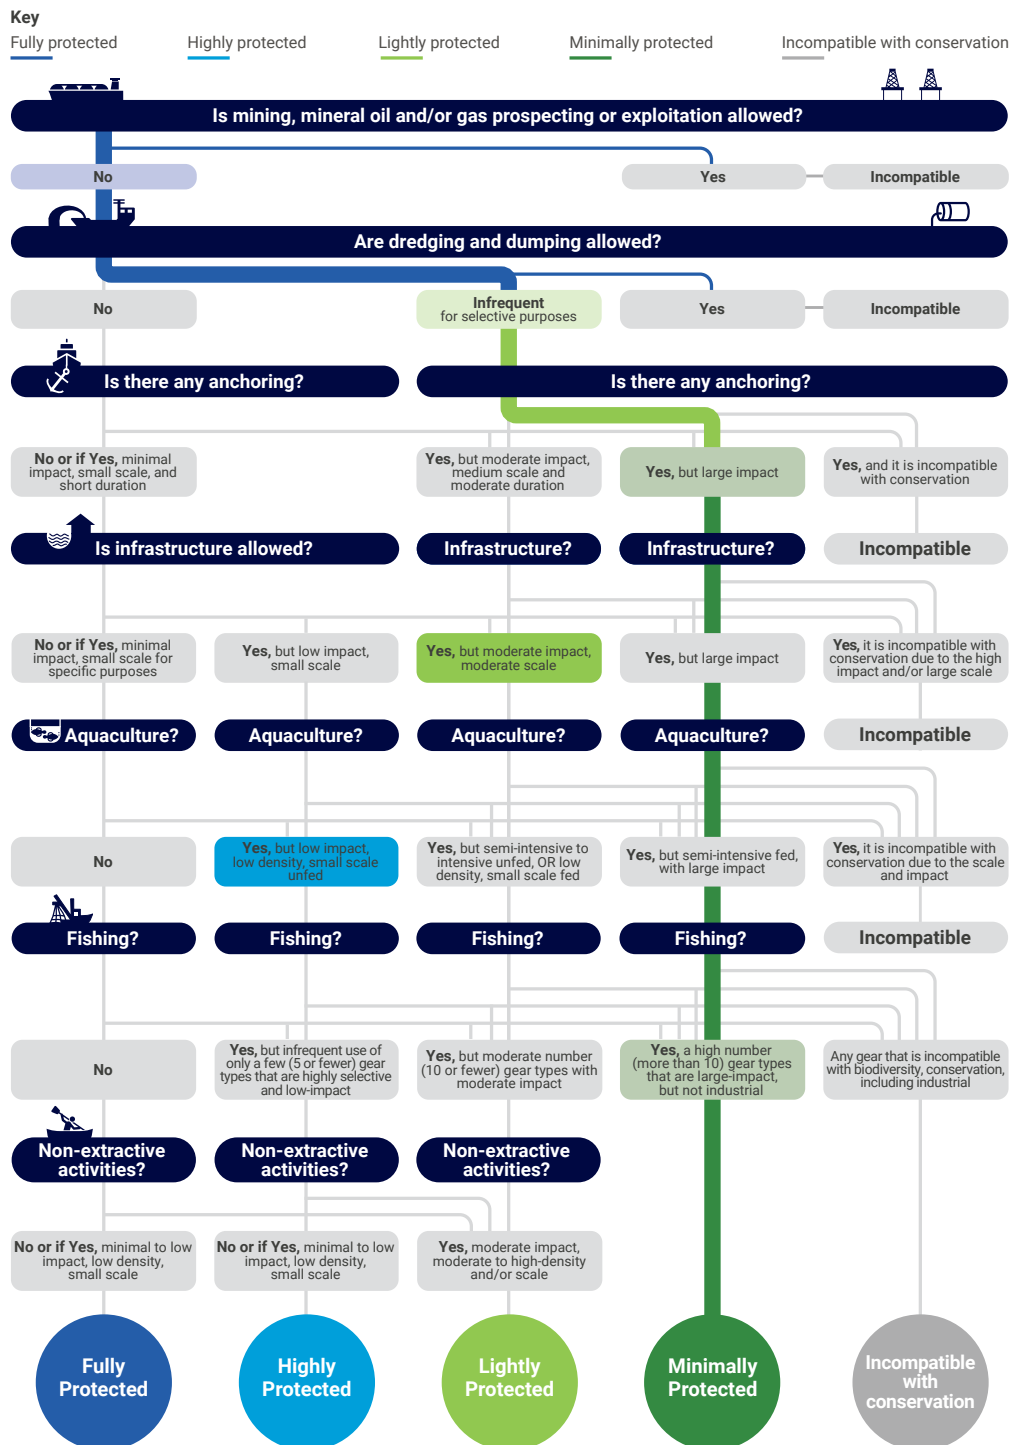 Key
Fully protected
Highly protected
Lightly protected
Minimally protected
Incompatible with conservation
Is mining, mineral oil and/or gas prospecting or exploitation allowed?
No
Yes
Incompatible
Are dredging and dumping allowed?
No
Infrequent
for selective purposes
Yes
Incompatible
Is there any anchoring?
Is there any anchoring?
No or if Yes, minimal
impact, small scale, and
short duration
Yes, but moderate impact,
medium scale and
moderate duration
Yes, but large impact
Yes, and it is incompatible
with conservation
Is infrastructure allowed?
Infrastructure?
Infrastructure?
Incompatible
No or if Yes, minimal
impact, small scale for
specific purposes
Yes, but low impact,
small scale
Yes, but moderate impact,
moderate scale
Yes, but large impact
Yes, it is incompatible with
conservation due to the high
impact and/or large scale
Aquaculture?
Aquaculture?
Aquaculture?
Aquaculture?
Incompatible
No
Yes, but low impact,
low density, small scale
unfed
Yes, but semi-intensive to
intensive unfed, OR low
density, small scale fed
Yes, but semi-intensive fed,
with large impact
Yes, it is incompatible with
conservation due to the scale
and impact
Fishing?
Fishing?
Fishing?
Fishing?
Incompatible
No
Yes, but infrequent use of
only a few (5 or fewer) gear
types that are highly selective
and low-impact
Yes, but moderate number
(10 or fewer) gear types with
moderate impact
Yes, a high number
(more than 10) gear types
that are large-impact,
but not industrial
Any gear that is incompatible
with biodiversity, conservation,
including industrial
Non-extractive
activities?
Non-extractive
activities?
Non-extractive
activities?
No or if Yes, minimal to low
impact, low density,
small scale
No or if Yes, minimal to low
impact, low density,
small scale
Yes, moderate impact,
moderate to high-density
and/or scale
Fully
Protected
Highly
Protected
Lightly
Protected
Minimally
Protected
Incompatible
with
conservation